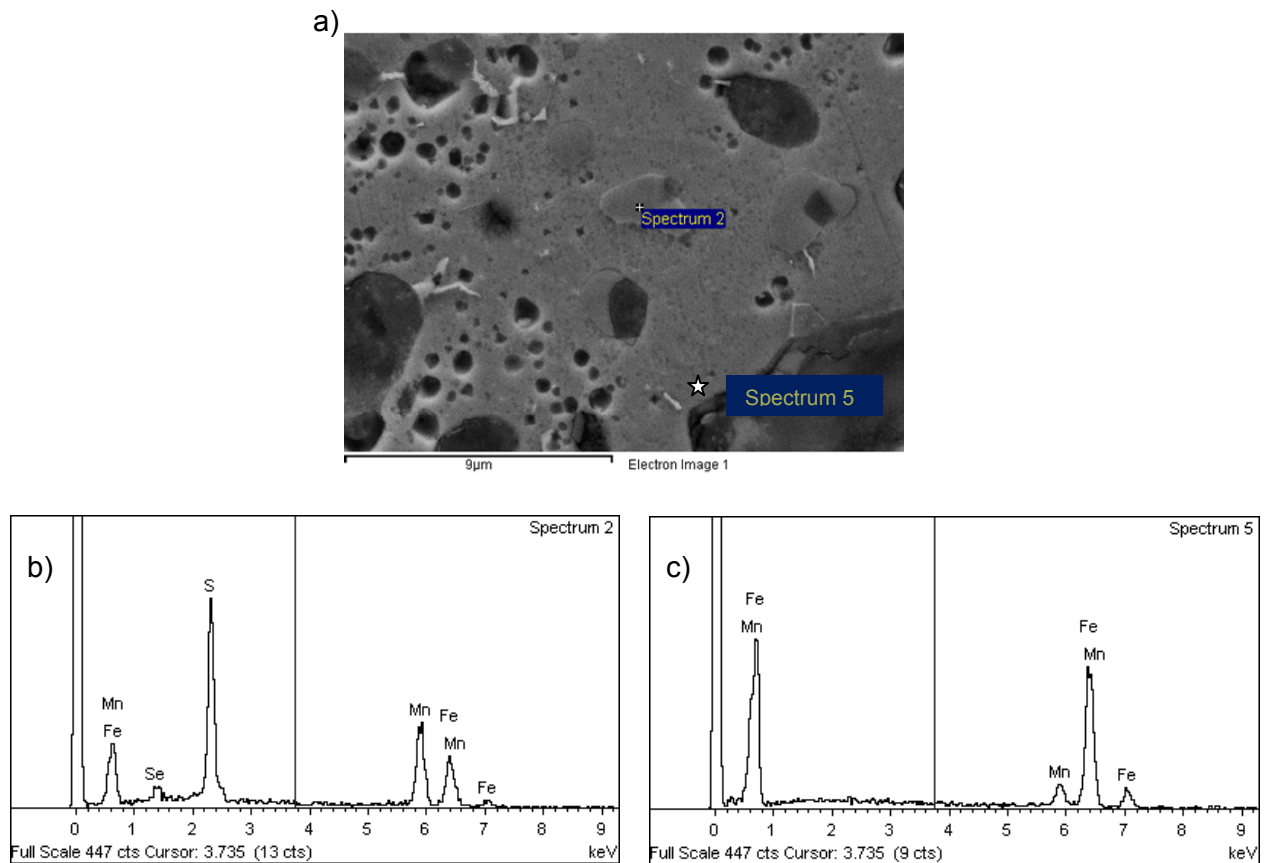 a)
Spectrum 2
Spectrum 5
9µm
Electron Image 1
Spectrum 2
b)
S
Mn
Fe
Se
Mn
Fe
Mn
Fe
0 1 2 3 4 5 6 7 8 9
Full Scale 447 cts Cursor: 3.735 (13 cts)
keV
Spectrum 5
c)
Fe
Mn
Fe
Mn
Mn
Fe
0 1 2 3 4 5 6 7 8 9
Full Scale 447 cts Cursor: 3.735 (9 cts)
keV